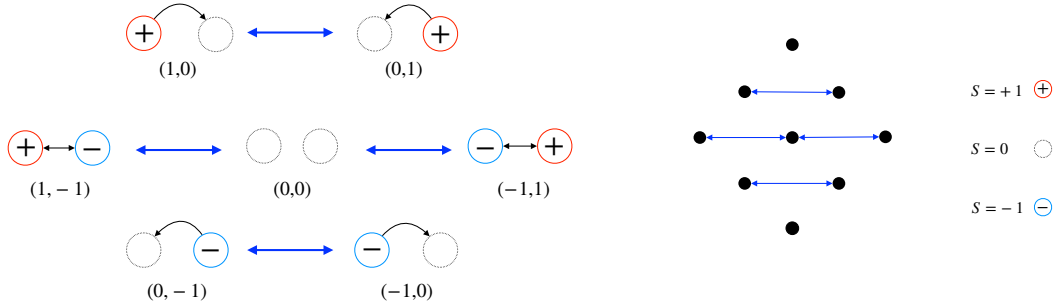 +
+
(1,0)
(0,1)
S = + 1 +
+ −
− +
S = 0
(1, − 1)
(0,0)
(−1,1)
S = − 1 −
−
−
(0, − 1)
(−1,0)